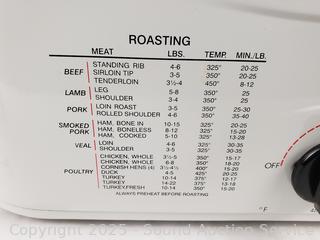 ROASTING
MEAT LBS. TEMP. MIN./LB.
BEEF STANDING RIB 4-6 325° 20-25
SIRLOIN TIP 3-5 350° 20-25
TENDERLOIN 3½-4 450° 8-12
LAMB LEG 5-8 350° 25
SHOULDER 3-4 350° 25
PORK LOIN ROAST 3-5 350° 25-30
ROLLED SHOULDER 4-6 350° 35-40
SMOKED PORK HAM. BONE IN 10-15 325° 20-25
HAM. BONELESS 8-12 325° 15-20
HAM. COOKED 5-10 325° 13-28
VEAL LOIN 4-6 325° 30-35
SHOULDER 3-5 325° 30-35
POULTRY CHICKEN, WHOLE 3½-5 350° 15-17
CHICKEN, WHOLE 6-8 350° 18-20
CORNISH HENS (4) 3½-5 350° 15-20
DUCK 4-5 425° 20-25
TURKEY 10-14 375° 12-15
TURKEY 14-22 375° 13-18
TURKEY,FRESH 10-14 350° 15-20
ALWAYS PREHEAT BEFORE ROASTING
OFF
°F
Copyright 2025 - Sound Auction Service